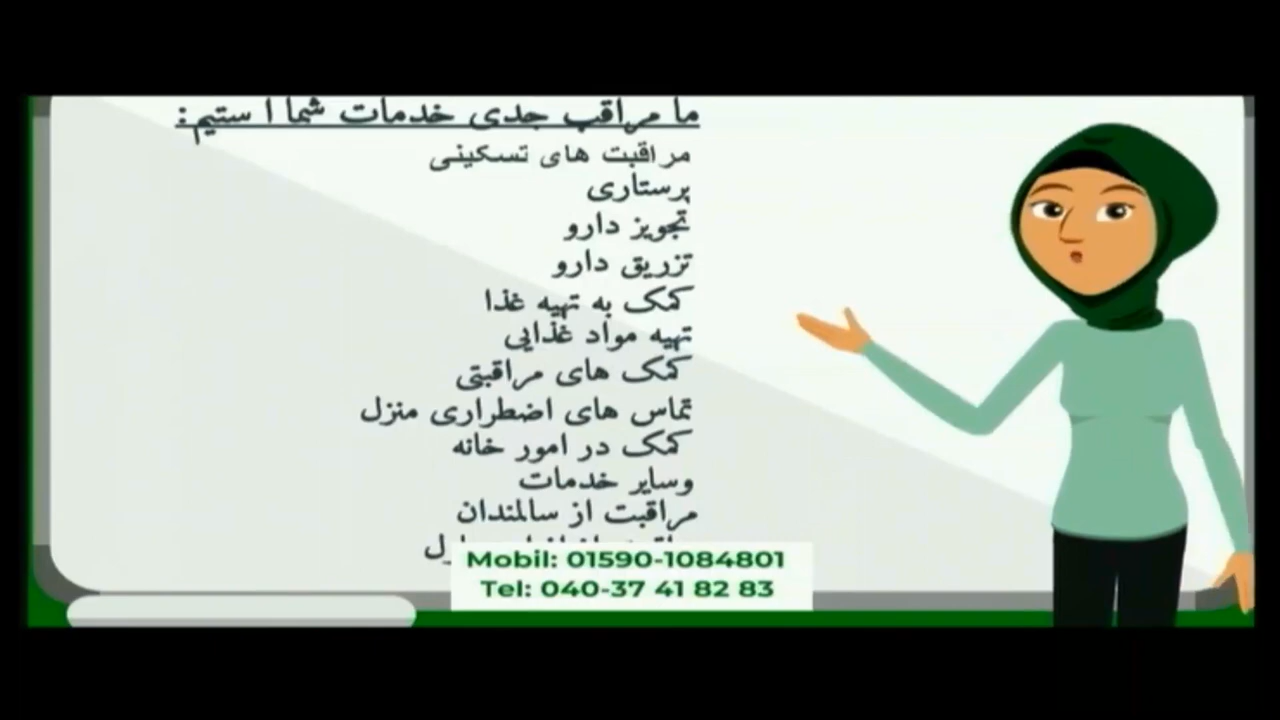 ما مراقب جدی خدمات شما ا ستیم:
مراقبت های تسکینی
پرستاری
تجویز دارو
تزریق دارو
کمک به تهیه غذا
تهیه مواد غذایی
کمک های مراقبتی
تماس های اضطراری منزل
کمک در امور خانه
وسایر خدمات
مراقبت از سالمندان
Mobil: 01590-1084801
Tel: 040-37 41 82 83